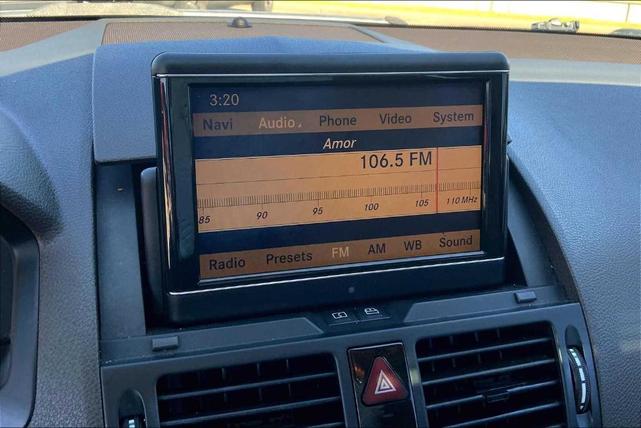 3:20
Navi Audio Phone Video System
Amor
106.5 FM
85 90 95 100 105 110 MHz
Radio Presets FM AM WB Sound